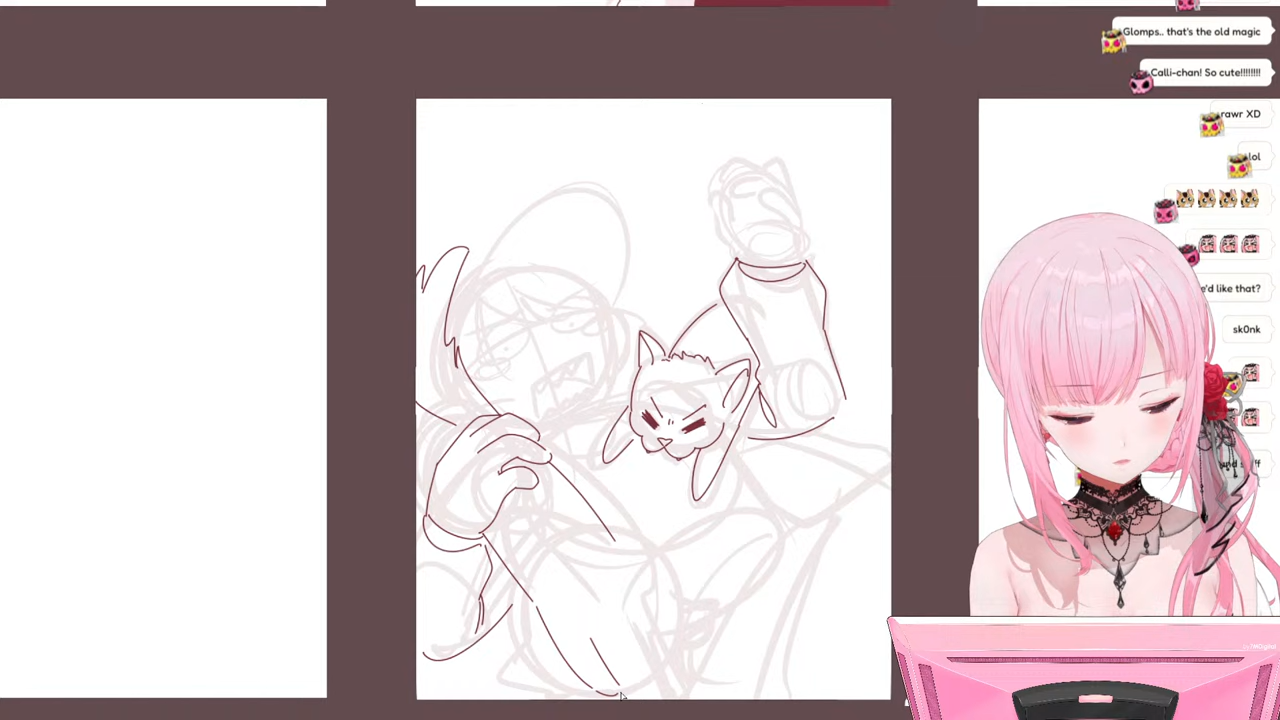 Glomps.. that's the old magic
Calli-chan! So cute!!!!!!!!
rawr XD
lol
e'd like that?
sk0nk